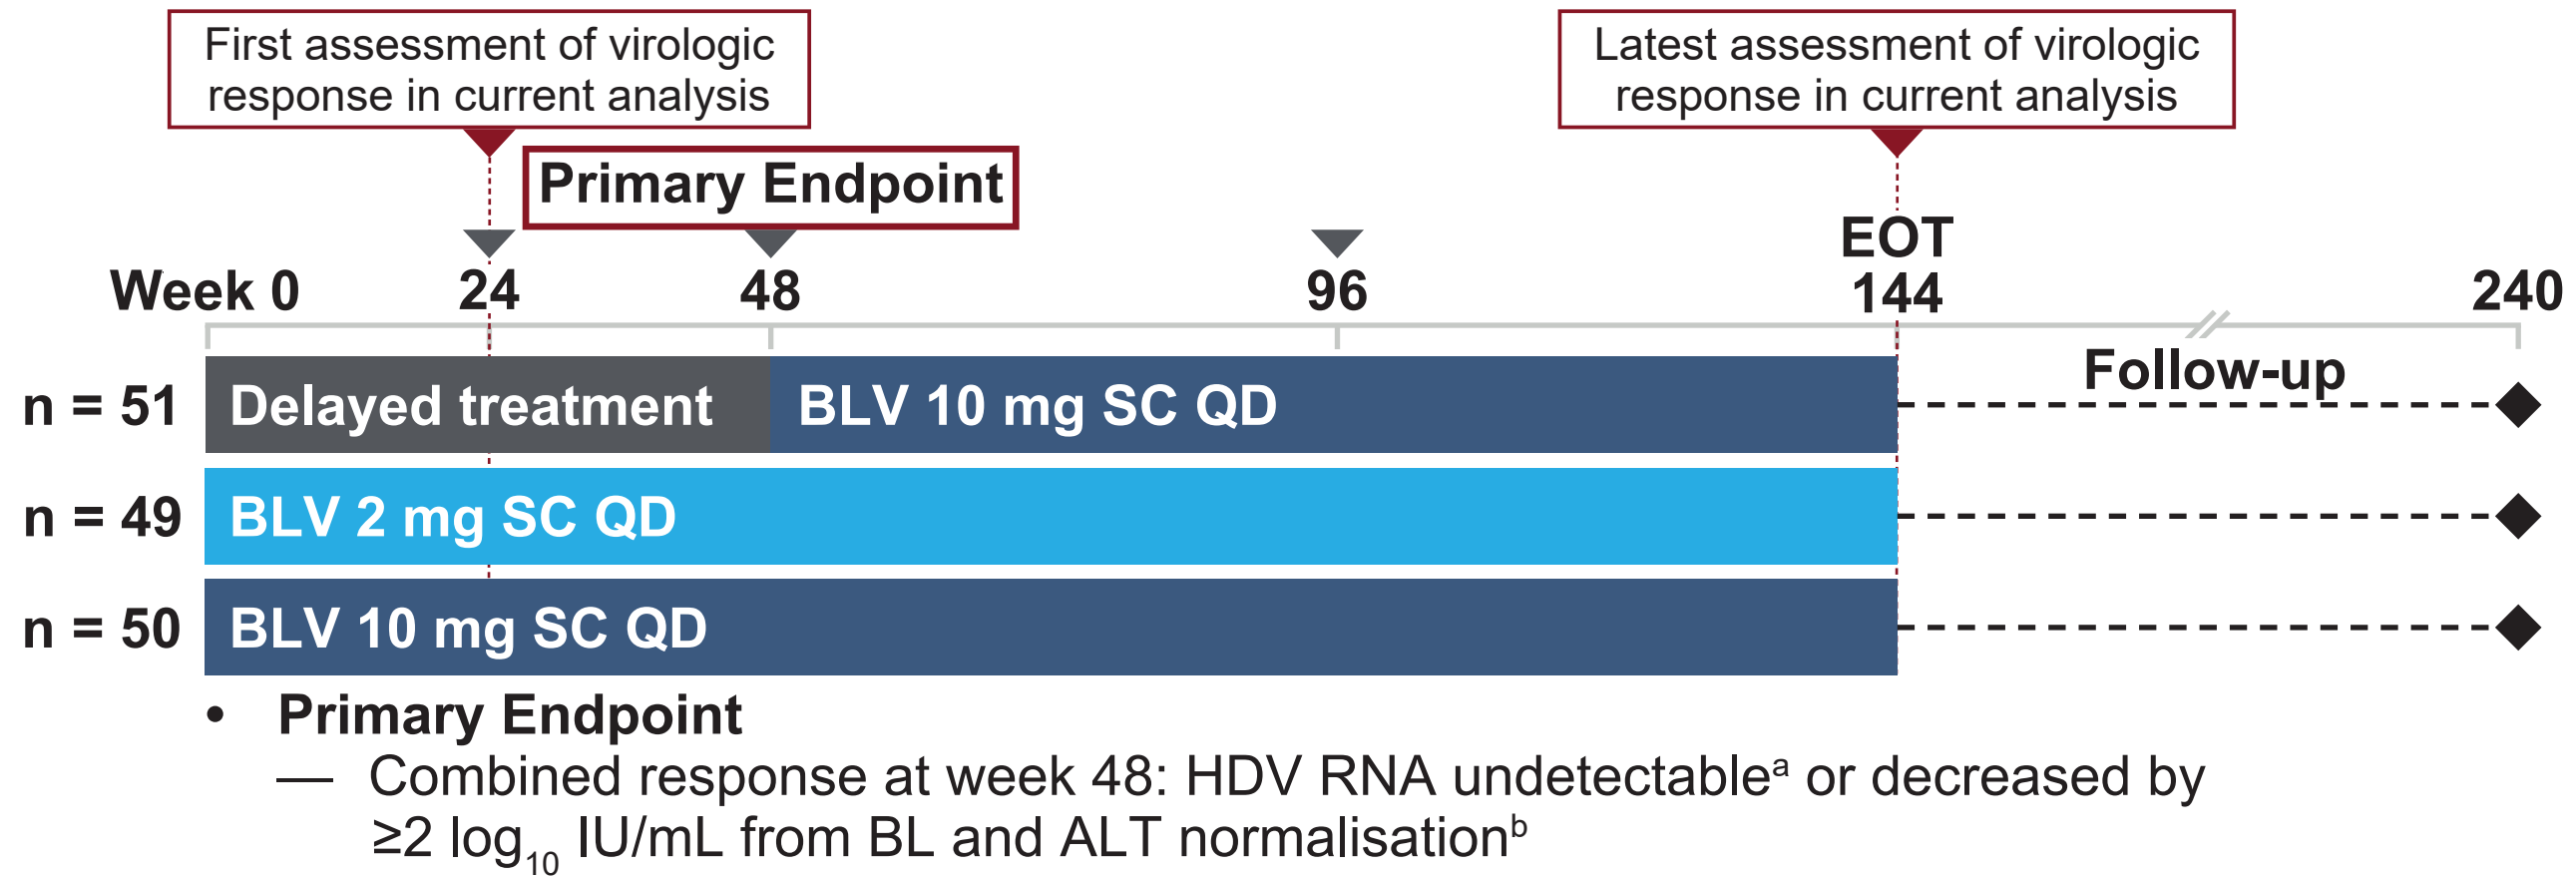 First assessment of virologic
response in current analysis
Latest assessment of virologic
response in current analysis
Primary Endpoint
EOT
Week 0 24 48 96 144 240
Follow-up
n = 51 Delayed treatment BLV 10 mg SC QD
n = 49 BLV 2 mg SC QD
n = 50 BLV 10 mg SC QD
• Primary Endpoint
— Combined response at week 48: HDV RNA undetectableᵃ or decreased by
≥2 log₁₀ IU/mL from BL and ALT normalisationᵇ